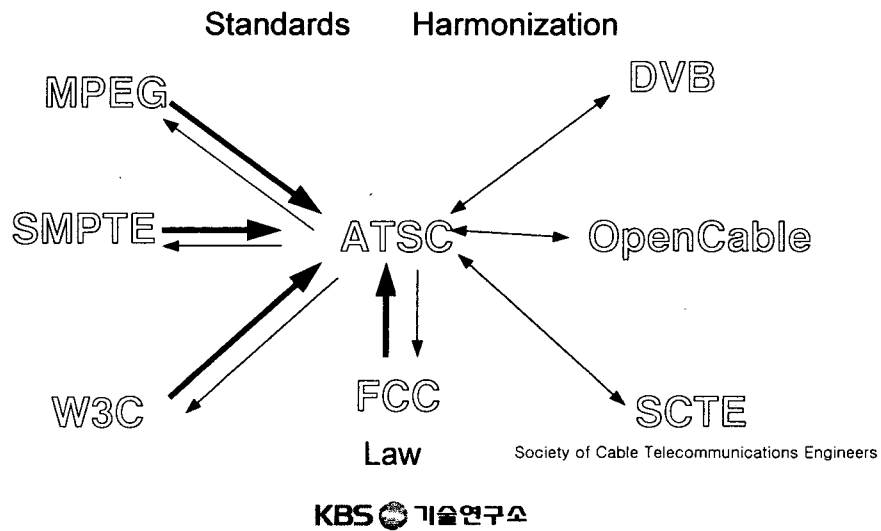 Standards Harmonization
MPEG
DVB
SMPTE
ATSC
OpenCable
W3C
FCC
SCTE
Law
Society of Cable Telecommunications Engineers
KBS 기술연구소